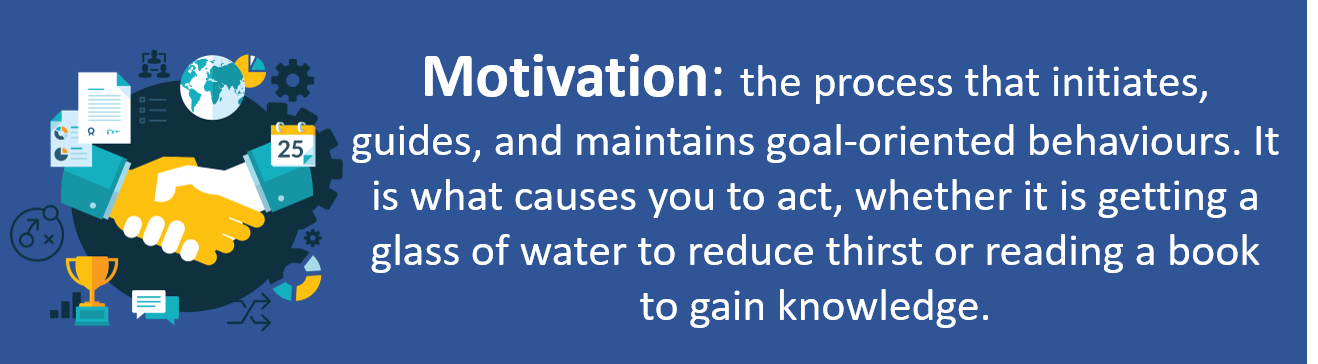 Motivation: the process that initiates,
guides, and maintains goal-oriented behaviours. It
is what causes you to act, whether it is getting a
glass of water to reduce thirst or reading a book
to gain knowledge.
25